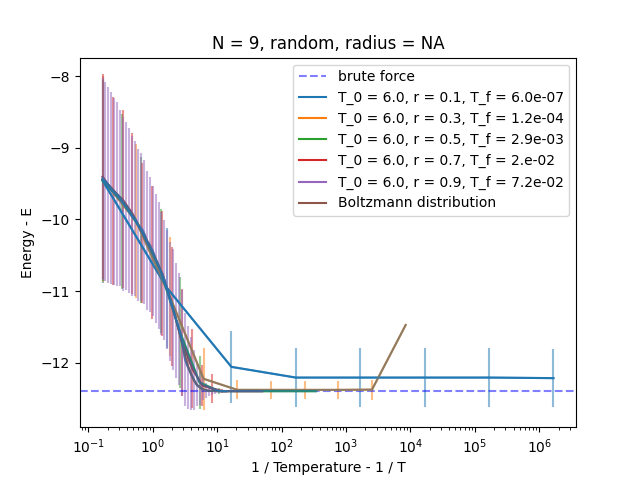 N = 9, random, radius = NA
brute force
T_0 = 6.0, r = 0.1, T_f = 6.0e-07
T_0 = 6.0, r = 0.3, T_f = 1.2e-04
T_0 = 6.0, r = 0.5, T_f = 2.9e-03
T_0 = 6.0, r = 0.7, T_f = 2.e-02
T_0 = 6.0, r = 0.9, T_f = 7.2e-02
Boltzmann distribution
Energy - E
−8
−9
−10
−11
−12
10⁻¹ 10⁰ 10¹ 10² 10³ 10⁴ 10⁵ 10⁶
1 / Temperature - 1 / T